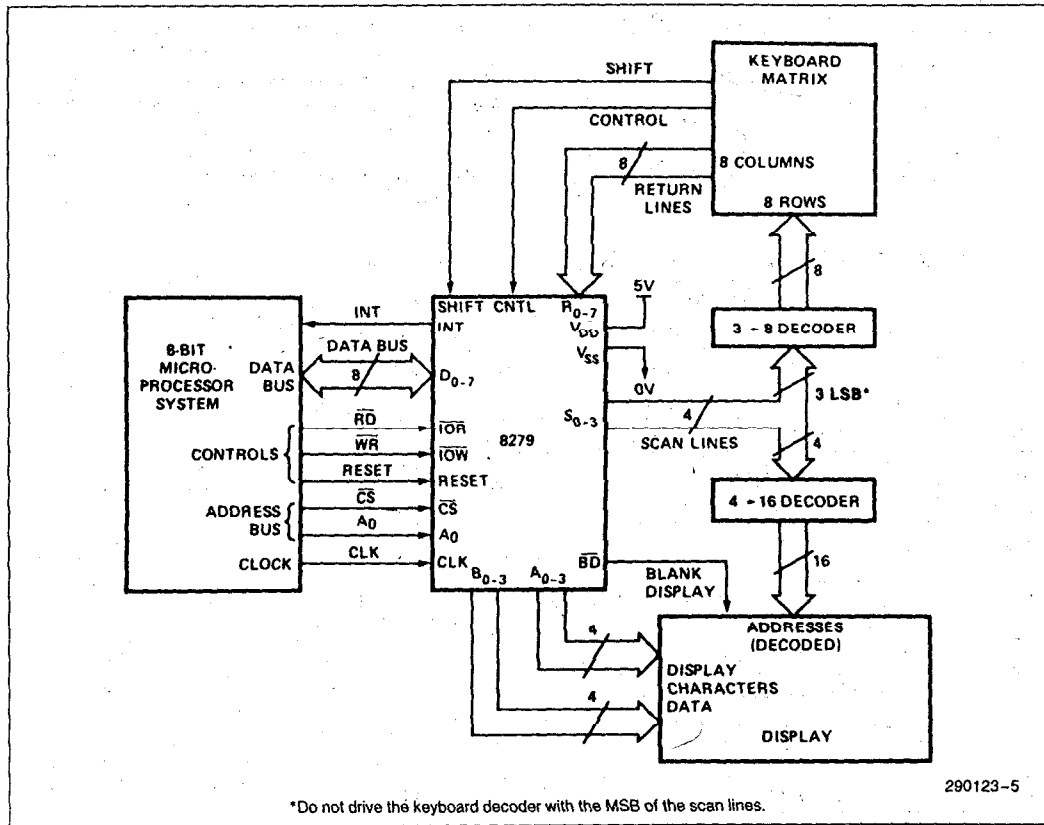 KEYBOARD
MATRIX
SHIFT
CONTROL
8
8 COLUMNS
RETURN
LINES
8 ROWS
8
3 - 8 DECODER
5V
SHIFT CNTL R0-7
INT
INT
VDD
VSS
0V
8-BIT
MICRO-
PROCESSOR
SYSTEM
DATA
BUS
DATA BUS
8
D0-7
3 LSB*
S0-3
4
SCAN LINES
4
8279
CONTROLS
RD
IOR
WR
IOW
RESET
RESET
4 - 16 DECODER
ADDRESS
BUS
CS
CS
A0
A0
CLOCK
CLK
CLK
B0-3 A0-3 BD
BLANK
DISPLAY
16
ADDRESSES
(DECODED)
4
DISPLAY
CHARACTERS
DATA
4
DISPLAY
290123-5
*Do not drive the keyboard decoder with the MSB of the scan lines.